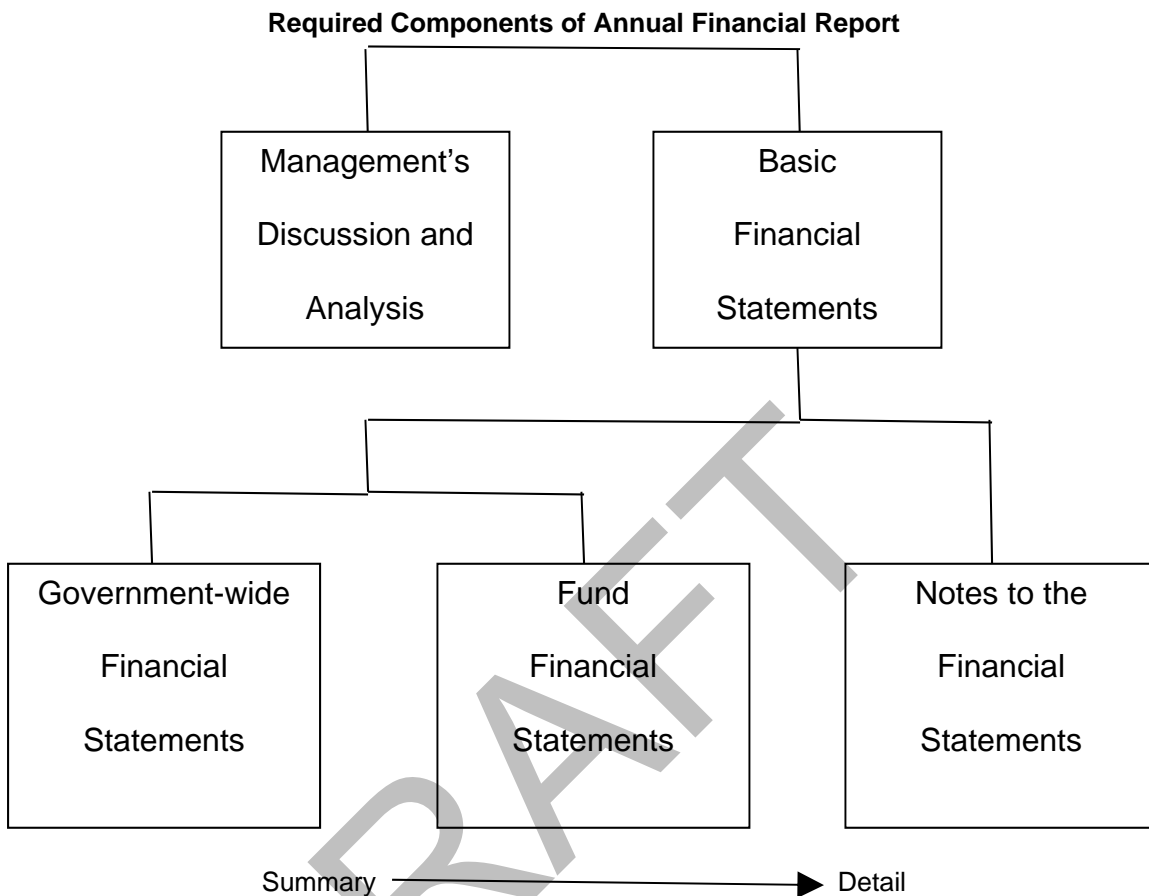 Required Components of Annual Financial Report
Management’s
Discussion and
Analysis
Basic
Financial
Statements
Government-wide
Financial
Statements
Fund
Financial
Statements
Notes to the
Financial
Statements
Summary
Detail
DRAFT